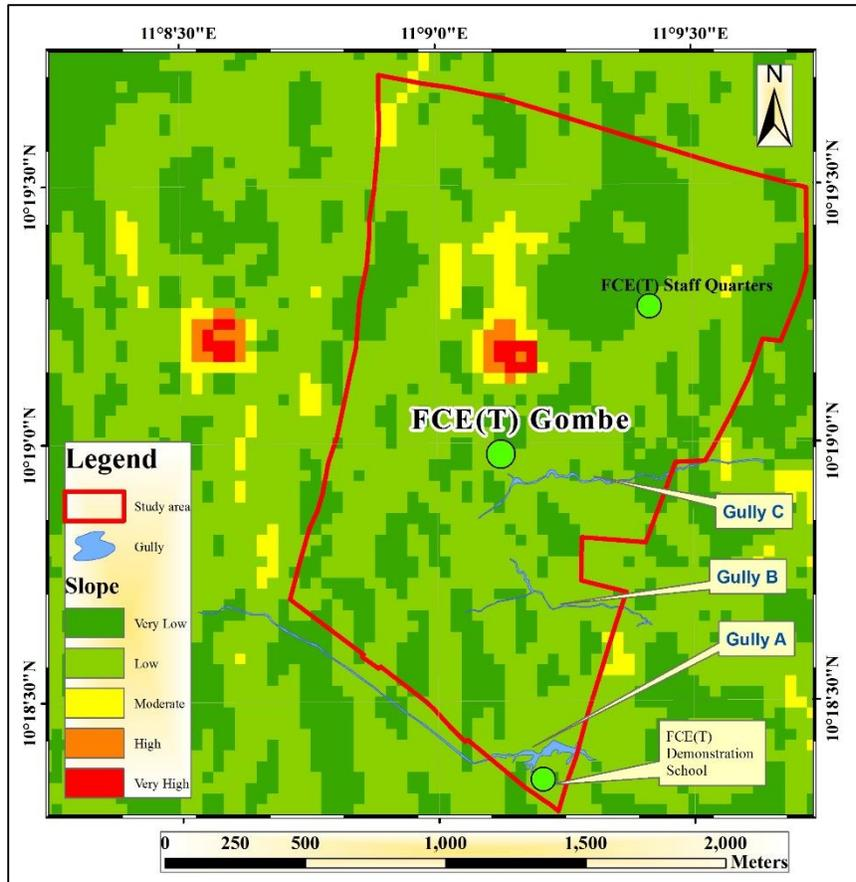 11°8'30"E
11°9'0"E
11°9'30"E
N
10°19'30"N
10°19'30"N
FCE(T) Staff Quarters
FCE(T) Gombe
10°19'0"N
10°19'0"N
Legend
Study area
Gully
Slope
Very Low
Low
Moderate
High
Very High
Gully C
Gully B
Gully A
10°18'30"N
10°18'30"N
FCE(T)
Demonstration
School
0 250 500 1,000 1,500 2,000
Meters